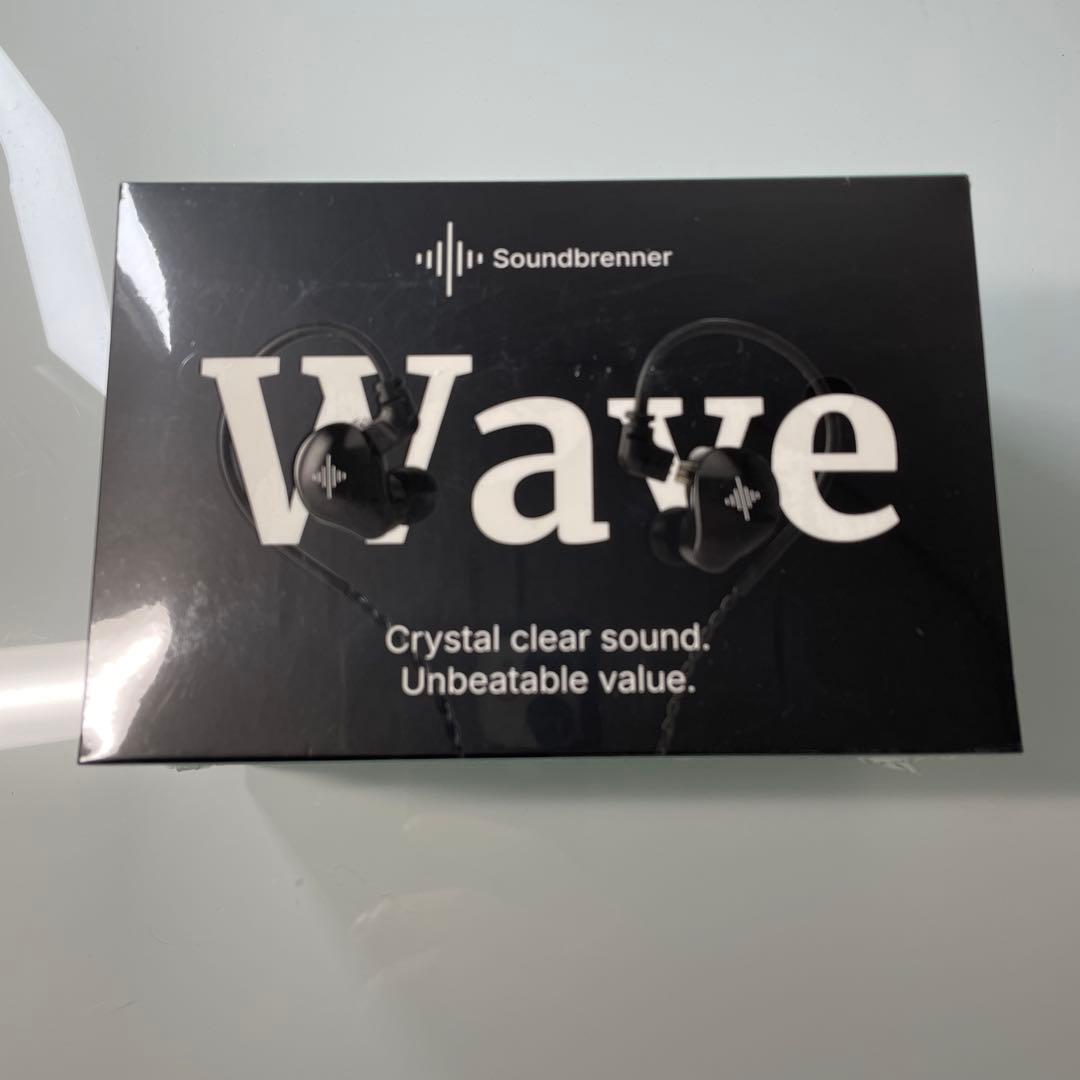 Soundbrenner
Wave
Crystal clear sound.
Unbeatable value.